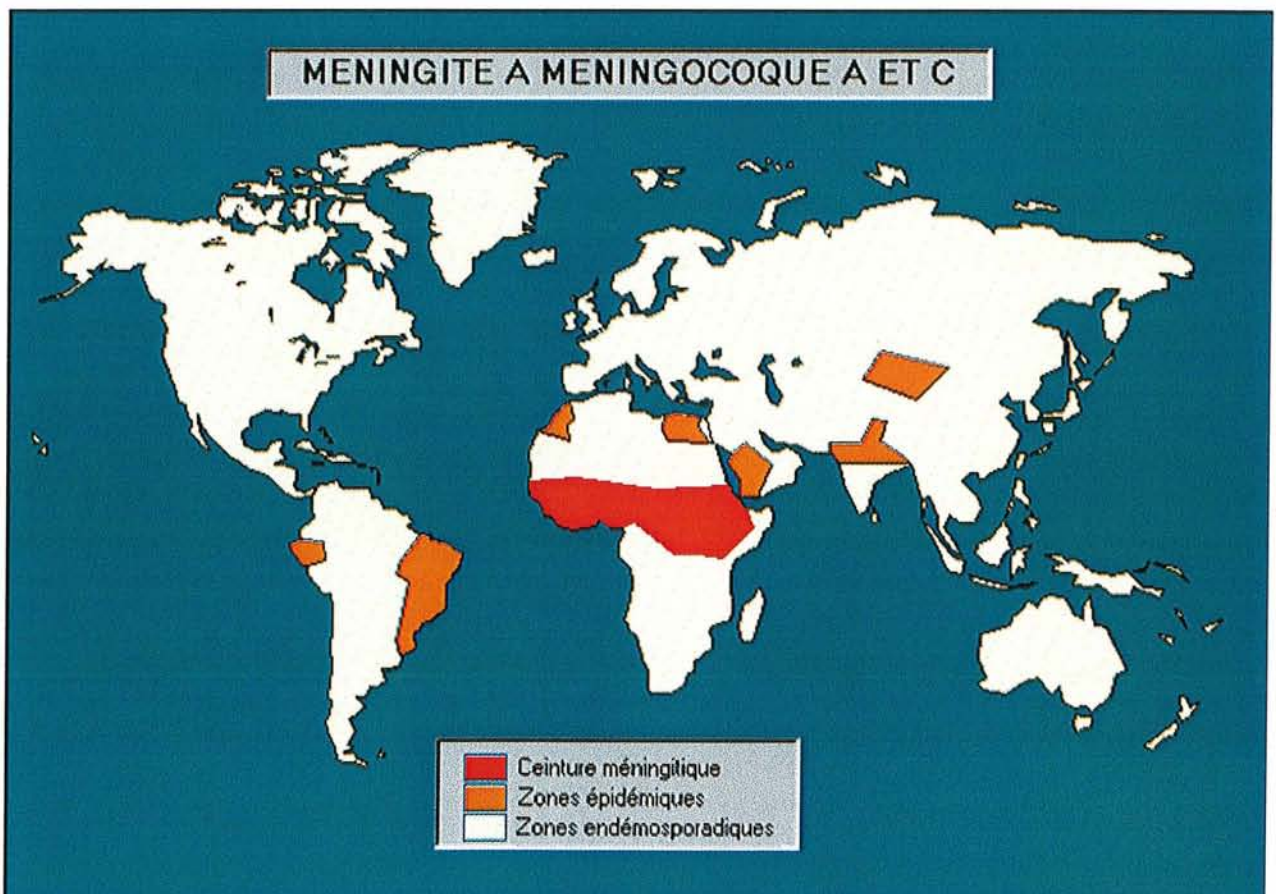 MENINGITE A MENINGOCOQUE A ET C
Ceinture méningitique
Zones épidémiques
Zones endémosporadiques